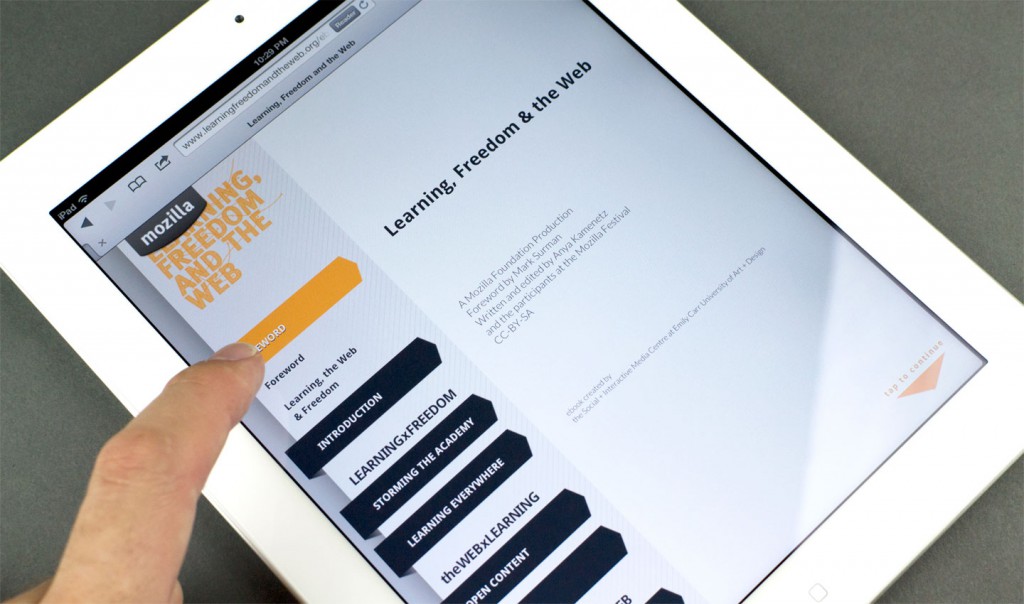 iPad
10:29 PM
www.learningfreedomandtheweb.org/e
Reader
Learning, Freedom and the Web
mozilla
FREEDOM
AND THE
WEB
EWORD
Foreword
Learning, the Web
& Freedom
INTRODUCTION
LEARNINGxFREEDOM
STORMING THE ACADEMY
LEARNING EVERYWHERE
theWEBxLEARNING
OPEN CONTENT
Learning, Freedom & the Web
A Mozilla Foundation Production
Foreword by Mark Surman
Written and edited by Anya Kamenetz
and the participants at the Mozilla Festival
CC-BY-SA
ebook created by
the Social + Interactive Media Centre at Emily Carr University of Art + Design
tap to continue